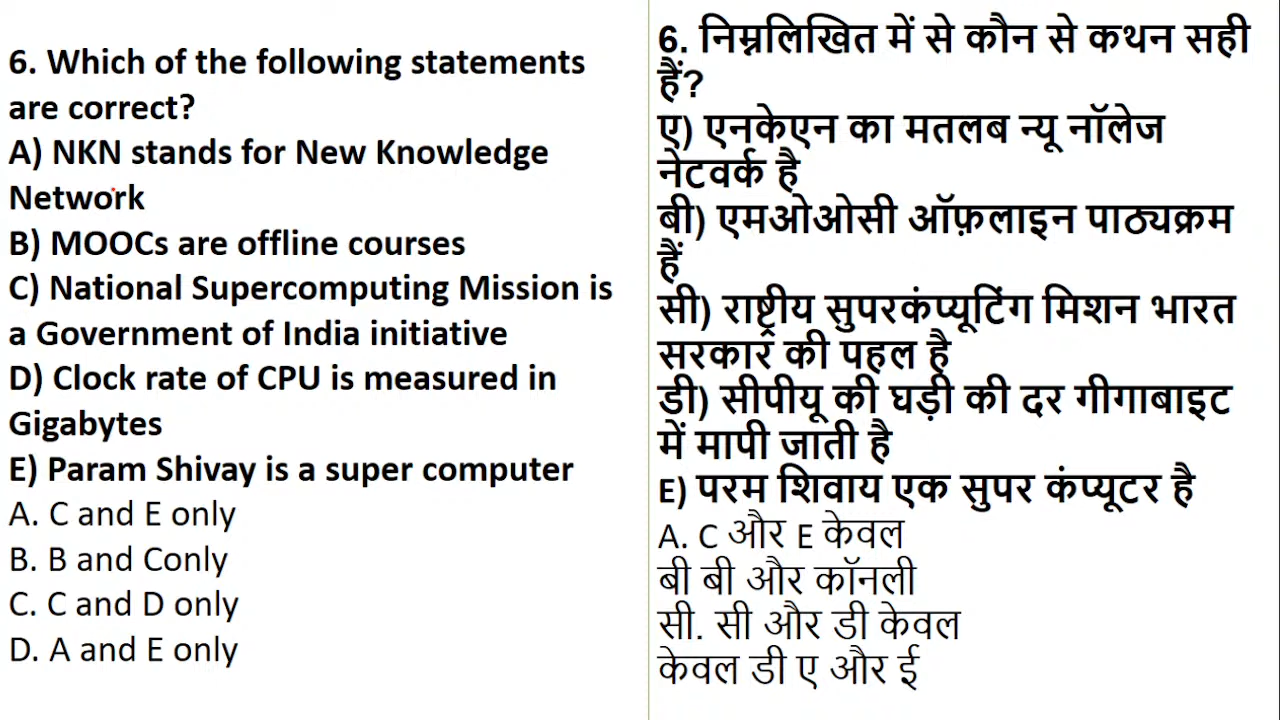 6. Which of the following statements
are correct?
A) NKN stands for New Knowledge
Network
B) MOOCs are offline courses
C) National Supercomputing Mission is
a Government of India initiative
D) Clock rate of CPU is measured in
Gigabytes
E) Param Shivay is a super computer
A. C and E only
B. B and Conly
C. C and D only
D. A and E only
6. निम्नलिखित में से कौन से कथन सही
हैं?
ए) एनकेएन का मतलब न्यू नॉलेज
नेटवर्क है
बी) एमओओसी ऑफ़लाइन पाठ्यक्रम
हैं
सी) राष्ट्रीय सुपरकंप्यूटिंग मिशन भारत
सरकार की पहल है
डी) सीपीयू की घड़ी की दर गीगाबाइट
में मापी जाती है
E) परम शिवाय एक सुपर कंप्यूटर है
A. C और E केवल
बी बी और कॉनली
सी. सी और डी केवल
केवल डी ए और ई